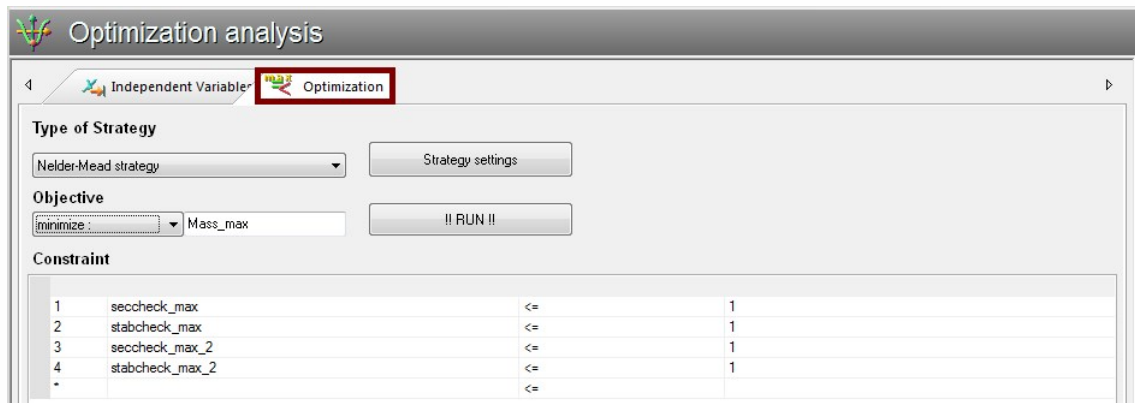 Optimization analysis
Independent Variables Optimization
Type of Strategy
Nelder-Mead strategy Strategy settings
Objective
minimize : Mass_max !! RUN !!
Constraint
1 seccheck_max <= 1
2 stabcheck_max <= 1
3 seccheck_max_2 <= 1
4 stabcheck_max_2 <= 1
* <=